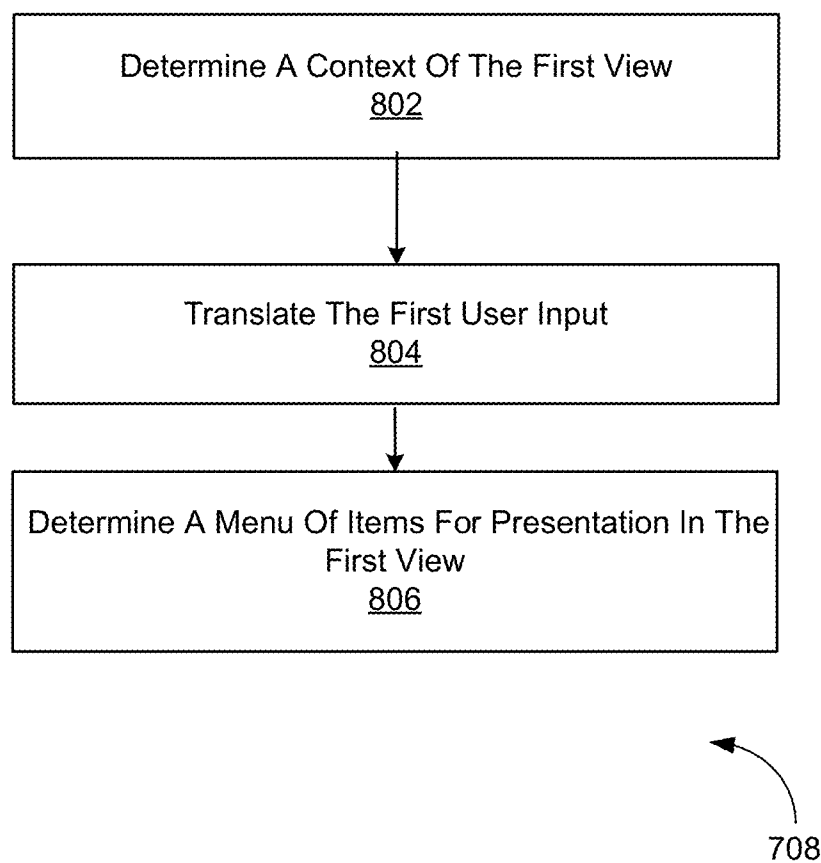 Determine A Context Of The First View
802
Translate The First User Input
804
Determine A Menu Of Items For Presentation In The
First View
806
708